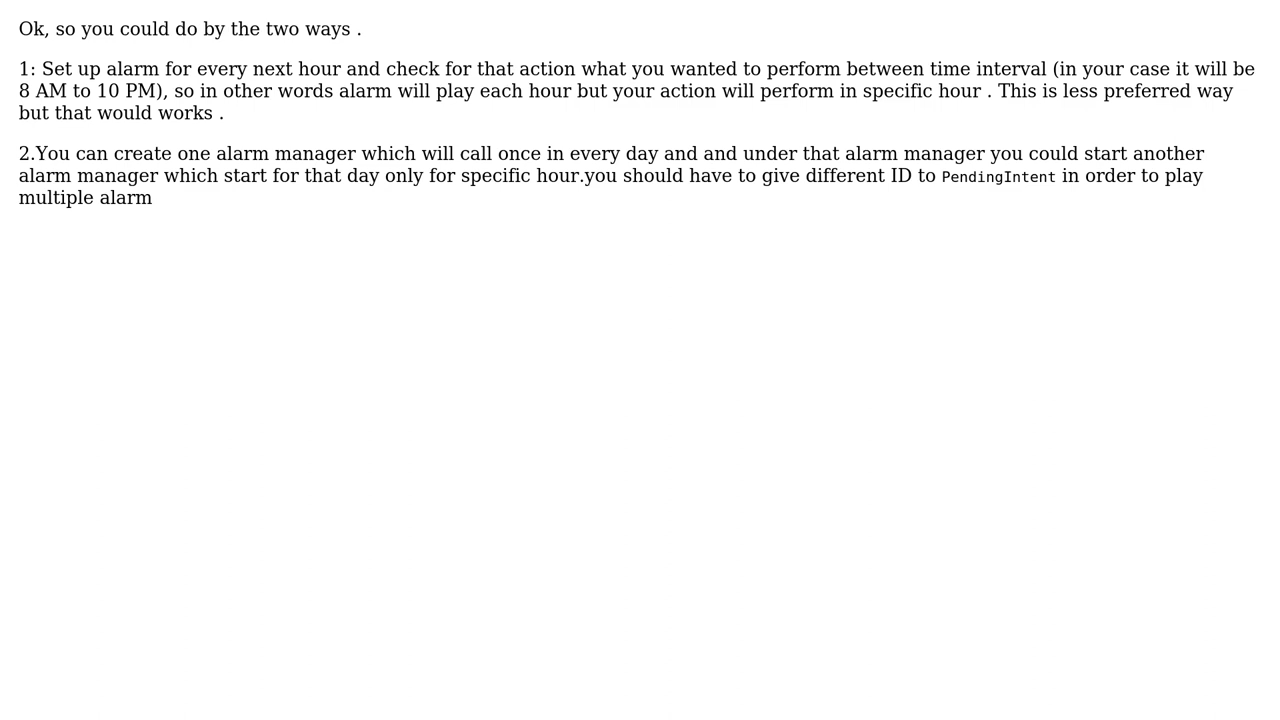 Ok, so you could do by the two ways .
1: Set up alarm for every next hour and check for that action what you wanted to perform between time interval (in your case it will be
8 AM to 10 PM), so in other words alarm will play each hour but your action will perform in specific hour . This is less preferred way
but that would works .
2.You can create one alarm manager which will call once in every day and and under that alarm manager you could start another
alarm manager which start for that day only for specific hour.you should have to give different ID to PendingIntent in order to play
multiple alarm